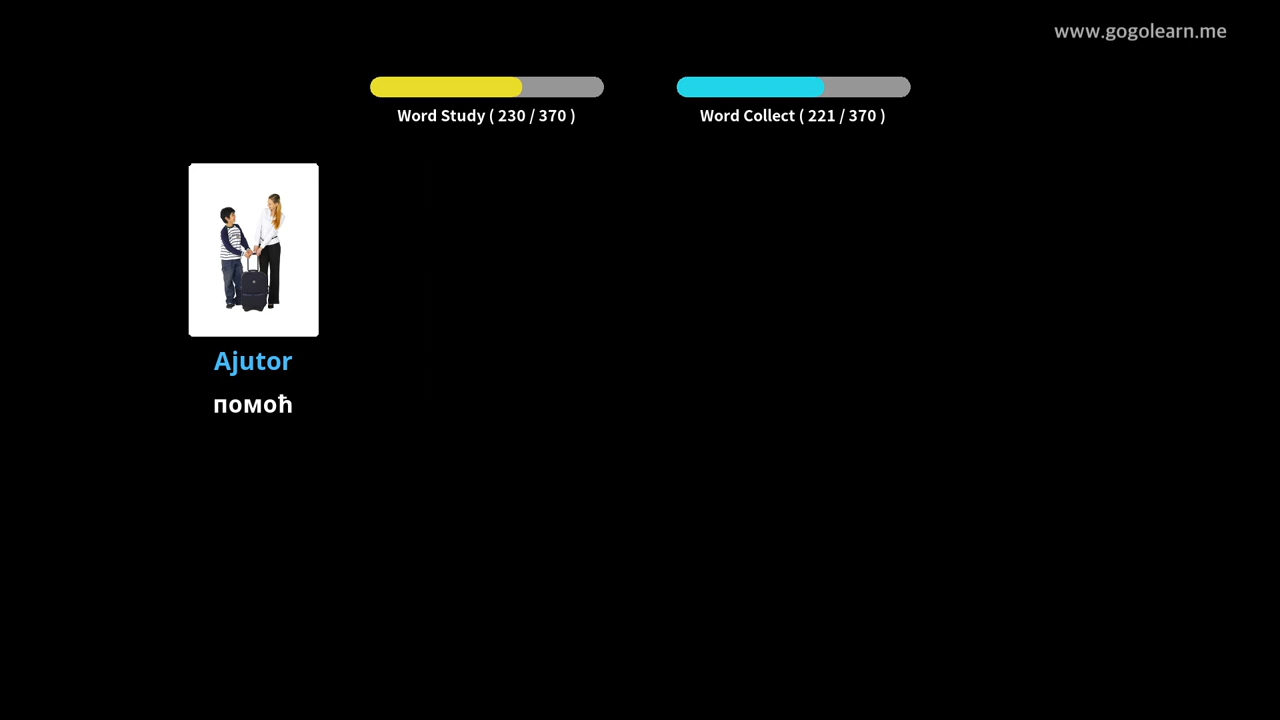 www.gogolearn.me
Word Study ( 230 / 370 )
Word Collect ( 221 / 370 )
Ajutor
помоћ